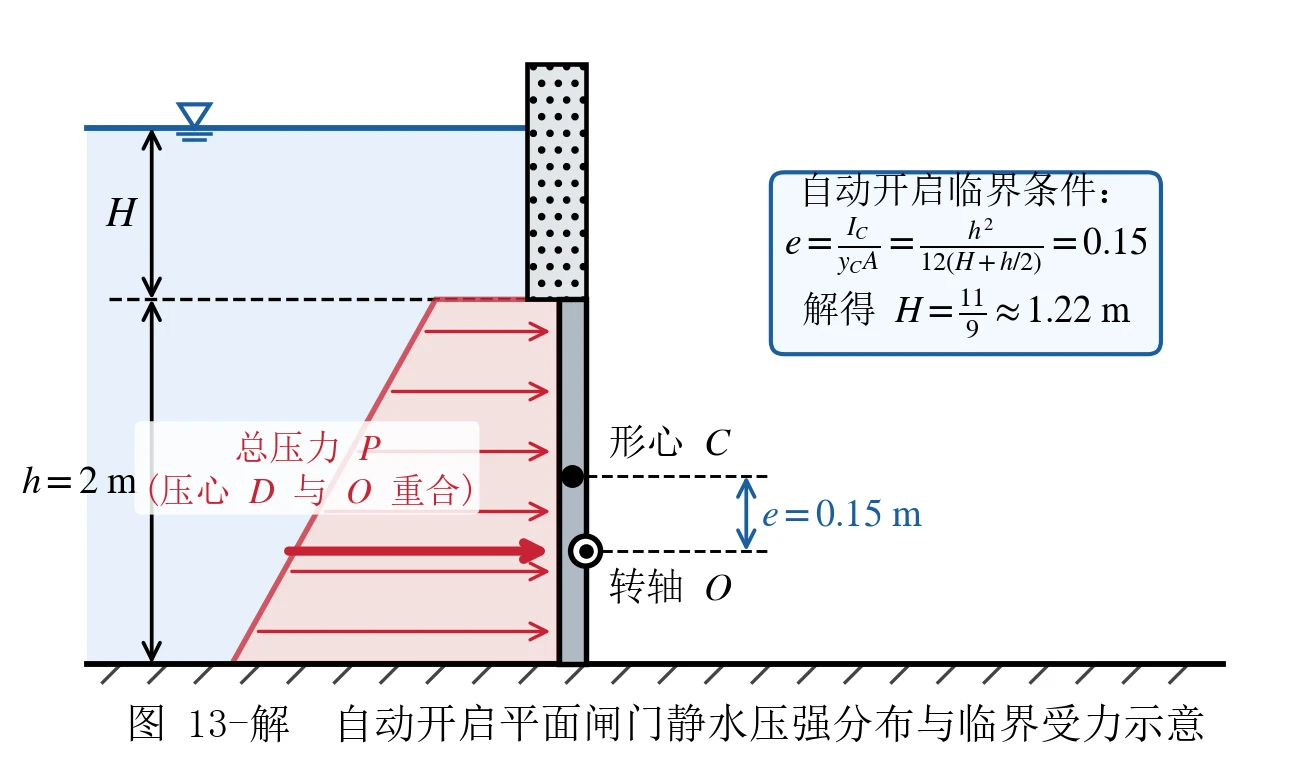 自动开启临界条件：
e = I_C / y_C A = h² / 12(H + h/2) = 0.15
解得 H = 11/9 ≈ 1.22 m
H
总压力 P
(压心 D 与 O 重合)
h = 2 m
形心 C
e = 0.15 m
转轴 O
图 13-解 自动开启平面闸门静水压强分布与临界受力示意